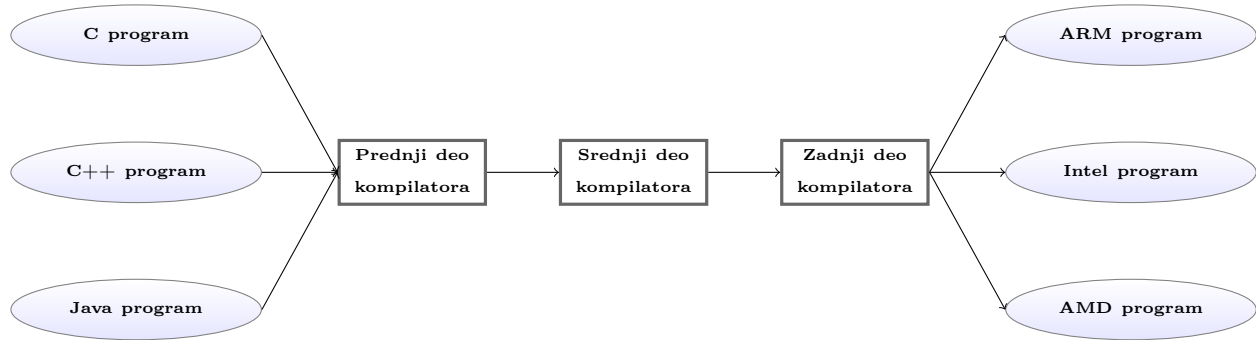 C program
C++ program
Java program
Prednji deo
kompilatora
Srednji deo
kompilatora
Zadnji deo
kompilatora
ARM program
Intel program
AMD program